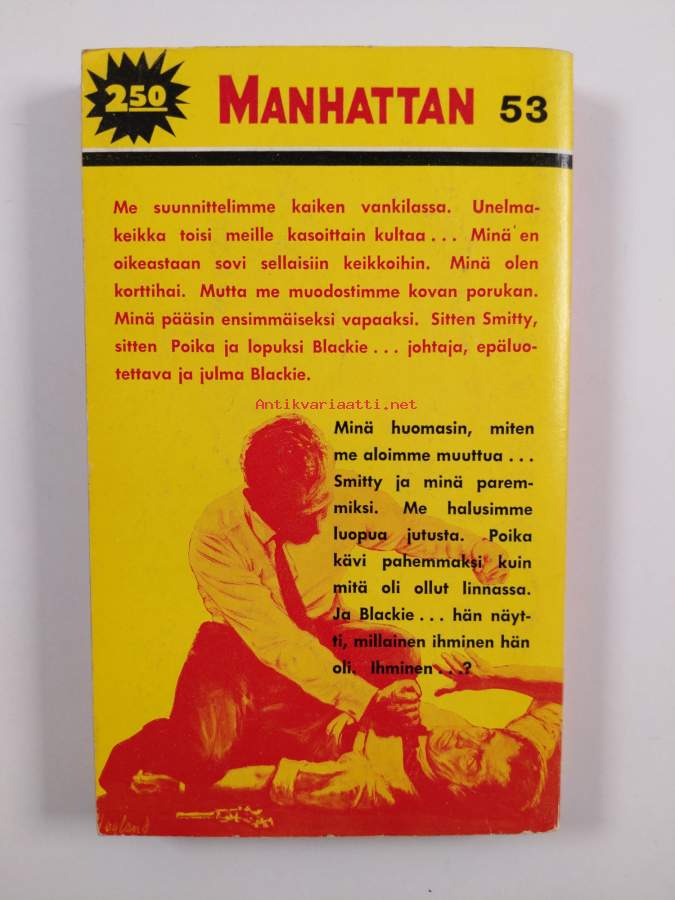 250 MANHATTAN 53
Me suunnittelimme kaiken vankilassa. Unelma-
keikka toisi meille kasoittain kultaa... Minä en
oikeastaan sovi sellaisiin keikkoihin. Minä olen
korttihai. Mutta me muodostimme kovan porukan.
Minä pääsin ensimmäiseksi vapaaksi. Sitten Smitty,
sitten Poika ja lopuksi Blackie... johtaja, epäluo-
tettava ja julma Blackie.
Antikvariaatti.net
Minä huomasin, miten
me aloimme muuttua...
Smitty ja minä parem-
miksi. Me halusimme
luopua jutusta. Poika
kävi pahemmaksi kuin
mitä oli ollut linnassa.
Ja Blackie... hän näyt-
ti, millainen ihminen hän
oli. Ihminen...?